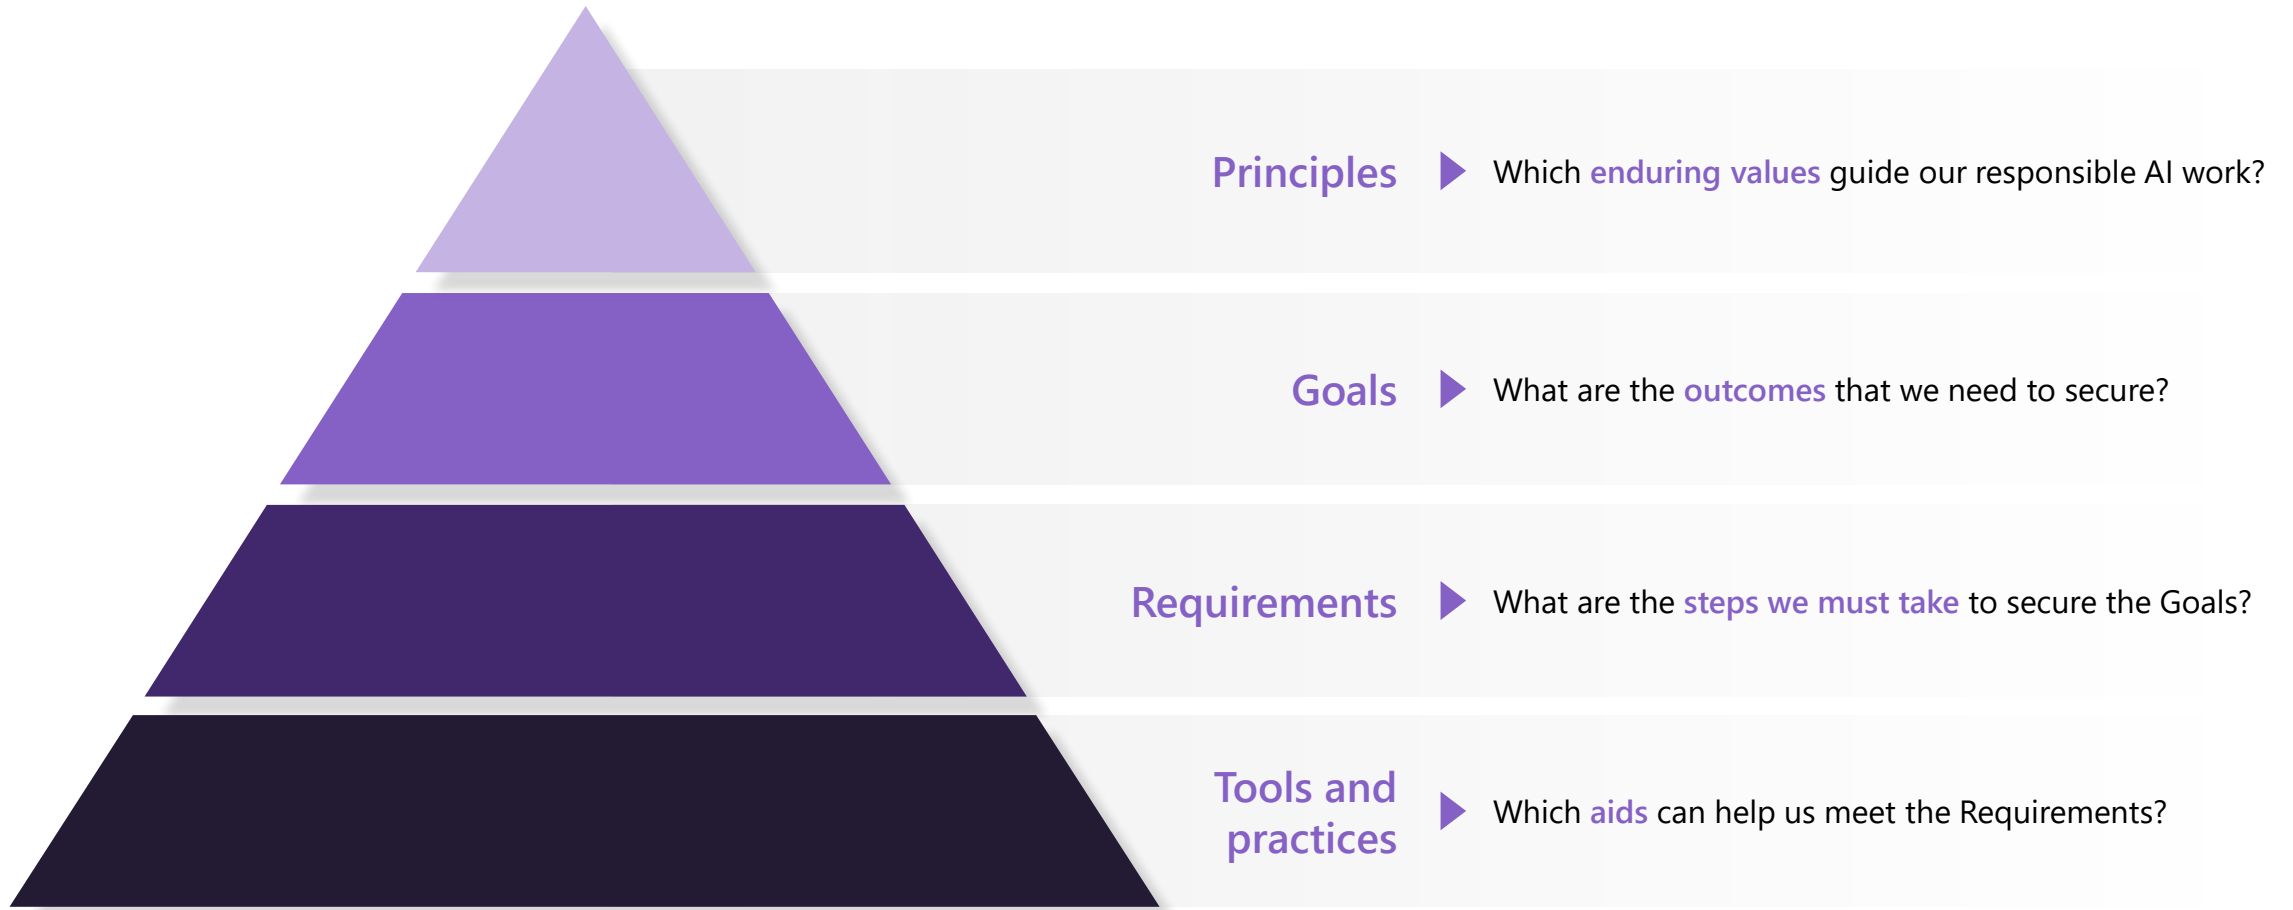 Principles
Which enduring values guide our responsible AI work?
Goals
What are the outcomes that we need to secure?
Requirements
What are the steps we must take to secure the Goals?
Tools and
practices
Which aids can help us meet the Requirements?